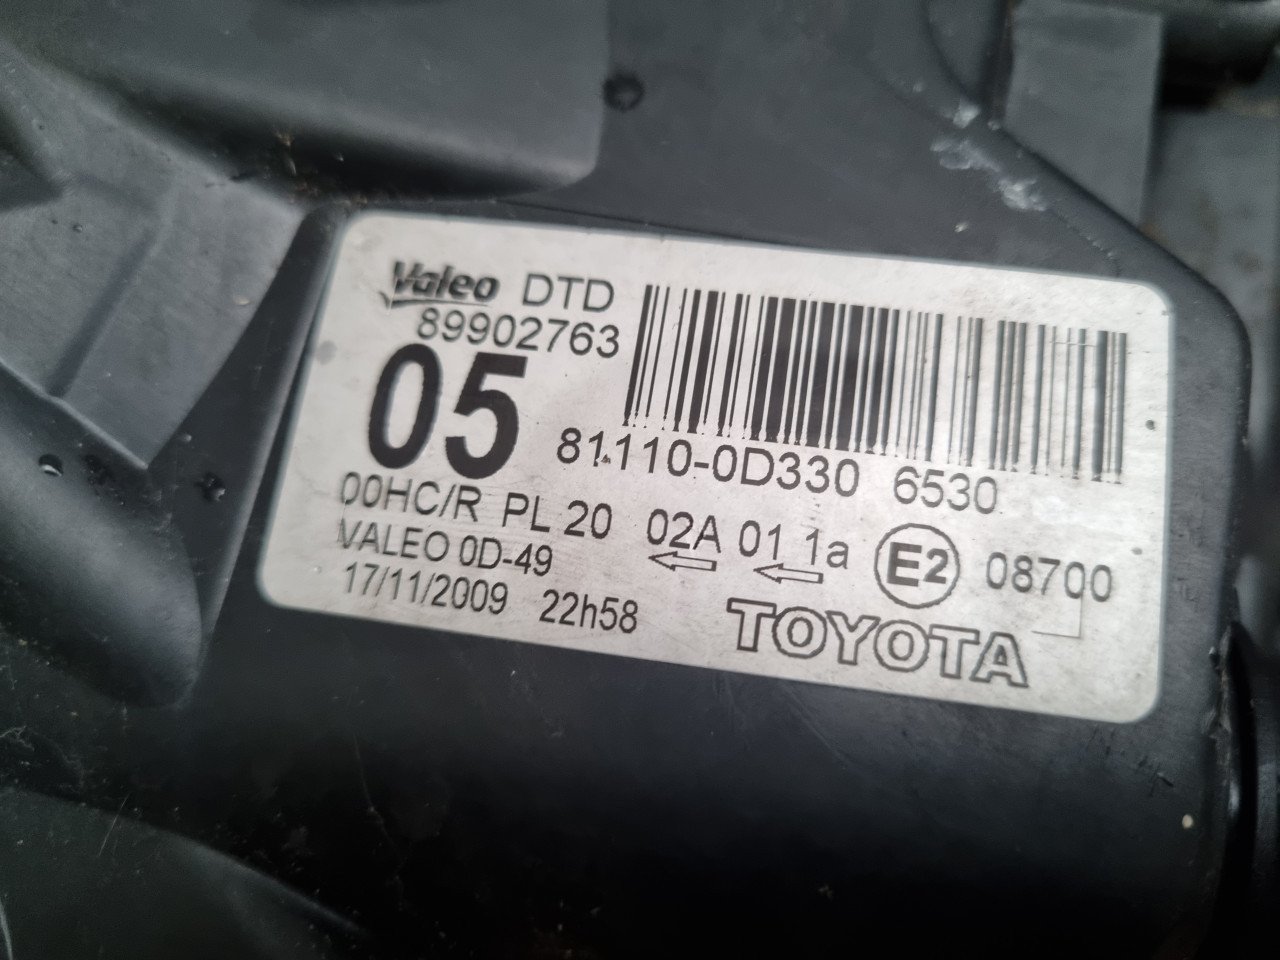 Valeo DTD
89902763
05
81110-0D330 6530
00HC/R PL 20 02A 01 1a E2 08700
VALEO 0D-49
17/11/2009 22h58
TOYOTA